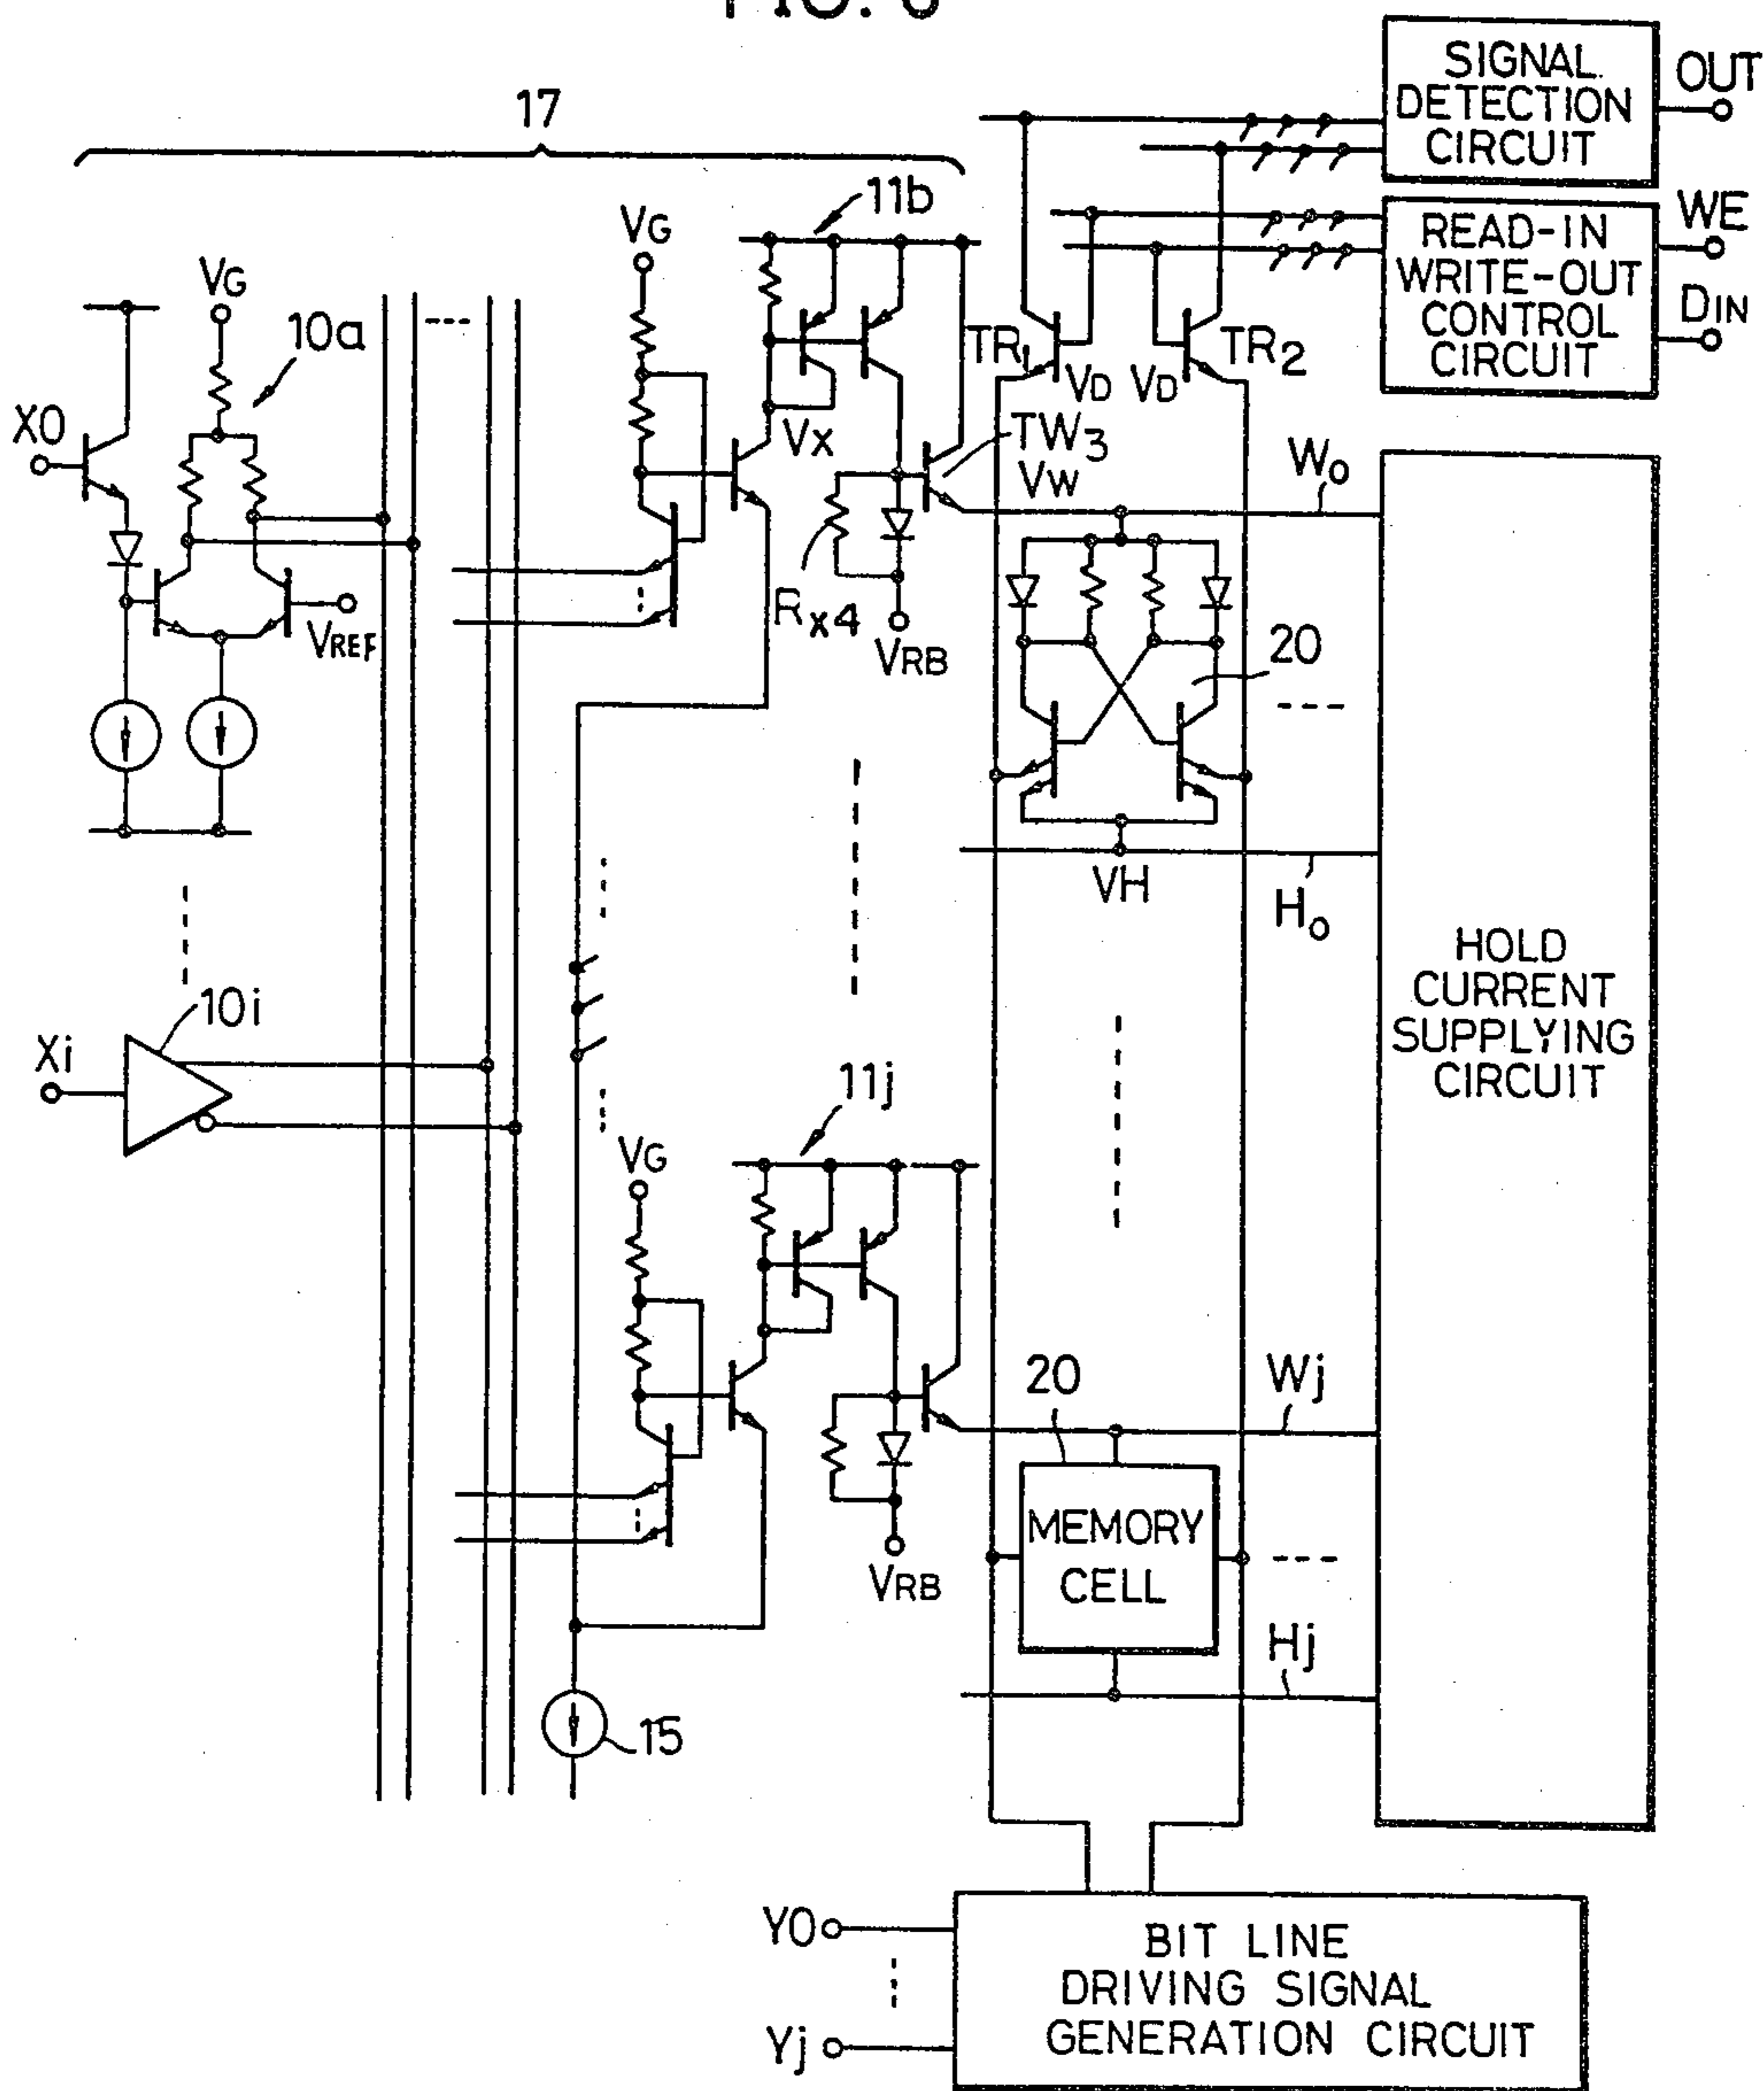 SIGNAL
DETECTION
CIRCUIT
OUT
17
11b
WE
READ-IN
WRITE-OUT
CONTROL
CIRCUIT
DIN
VG
VG
10a
TR1
VD
VD
TR2
X0
VX
TW3
VW
W0
RX4
VREF
VRB
20
VH
H0
HOLD
CURRENT
SUPPLYING
CIRCUIT
10i
Xi
11j
VG
20
Wj
MEMORY
CELL
VRB
Hj
15
Y0
BIT LINE
DRIVING SIGNAL
GENERATION CIRCUIT
Yj